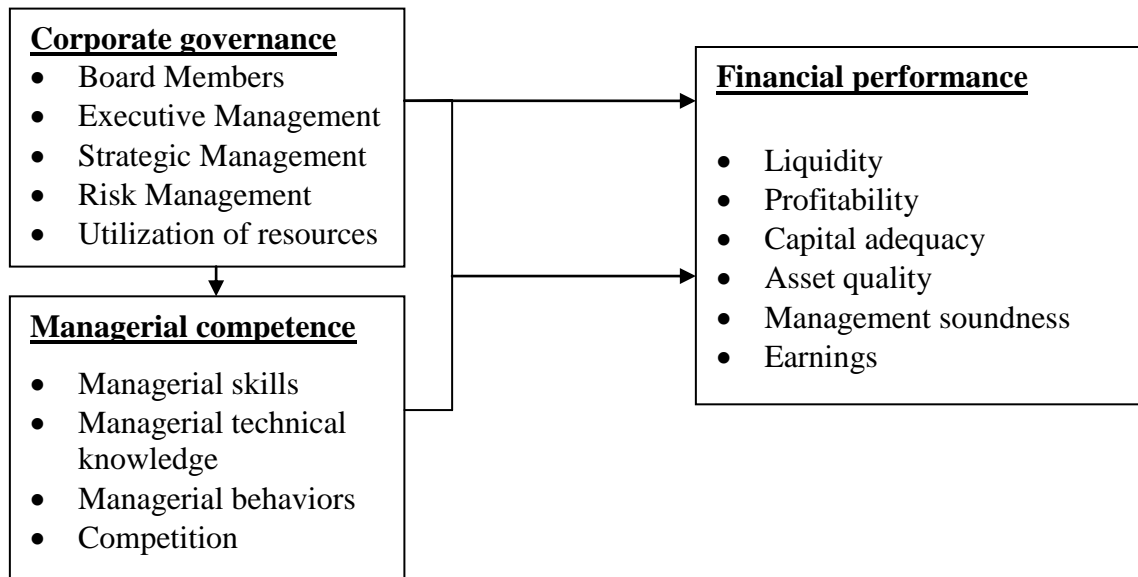 Corporate governance
• Board Members
• Executive Management
• Strategic Management
• Risk Management
• Utilization of resources
Managerial competence
• Managerial skills
• Managerial technical
knowledge
• Managerial behaviors
• Competition
Financial performance
• Liquidity
• Profitability
• Capital adequacy
• Asset quality
• Management soundness
• Earnings